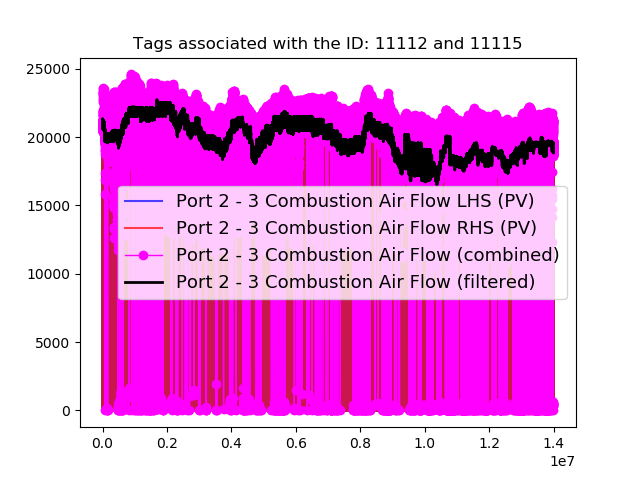 Tags associated with the ID: 11112 and 11115
25000
20000
15000
10000
5000
0
Port 2 - 3 Combustion Air Flow LHS (PV)
Port 2 - 3 Combustion Air Flow RHS (PV)
Port 2 - 3 Combustion Air Flow (combined)
Port 2 - 3 Combustion Air Flow (filtered)
0.0 0.2 0.4 0.6 0.8 1.0 1.2 1.4
1e7